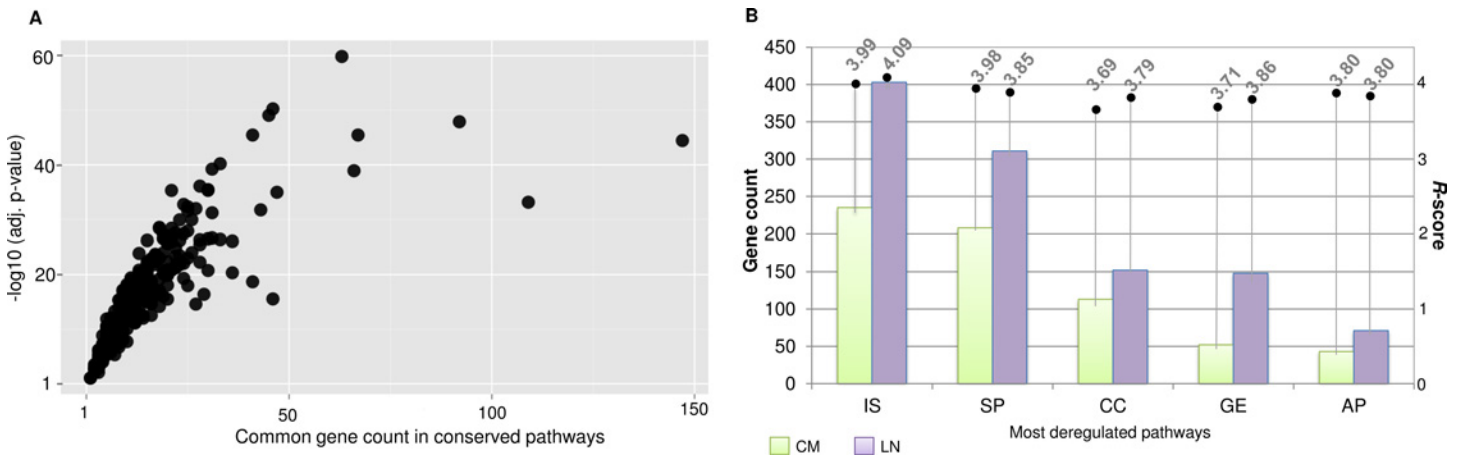 A
60
40
20
1
-log10 (adj. p-value)
1
50
100
150
Common gene count in conserved pathways
B
450
400
350
300
250
200
150
100
50
0
Gene count
3.99
4.09
3.98
3.85
3.69
3.79
3.71
3.86
3.80
3.80
4
3
2
1
0
R-score
IS
SP
CC
GE
AP
Most deregulated pathways
CM
LN